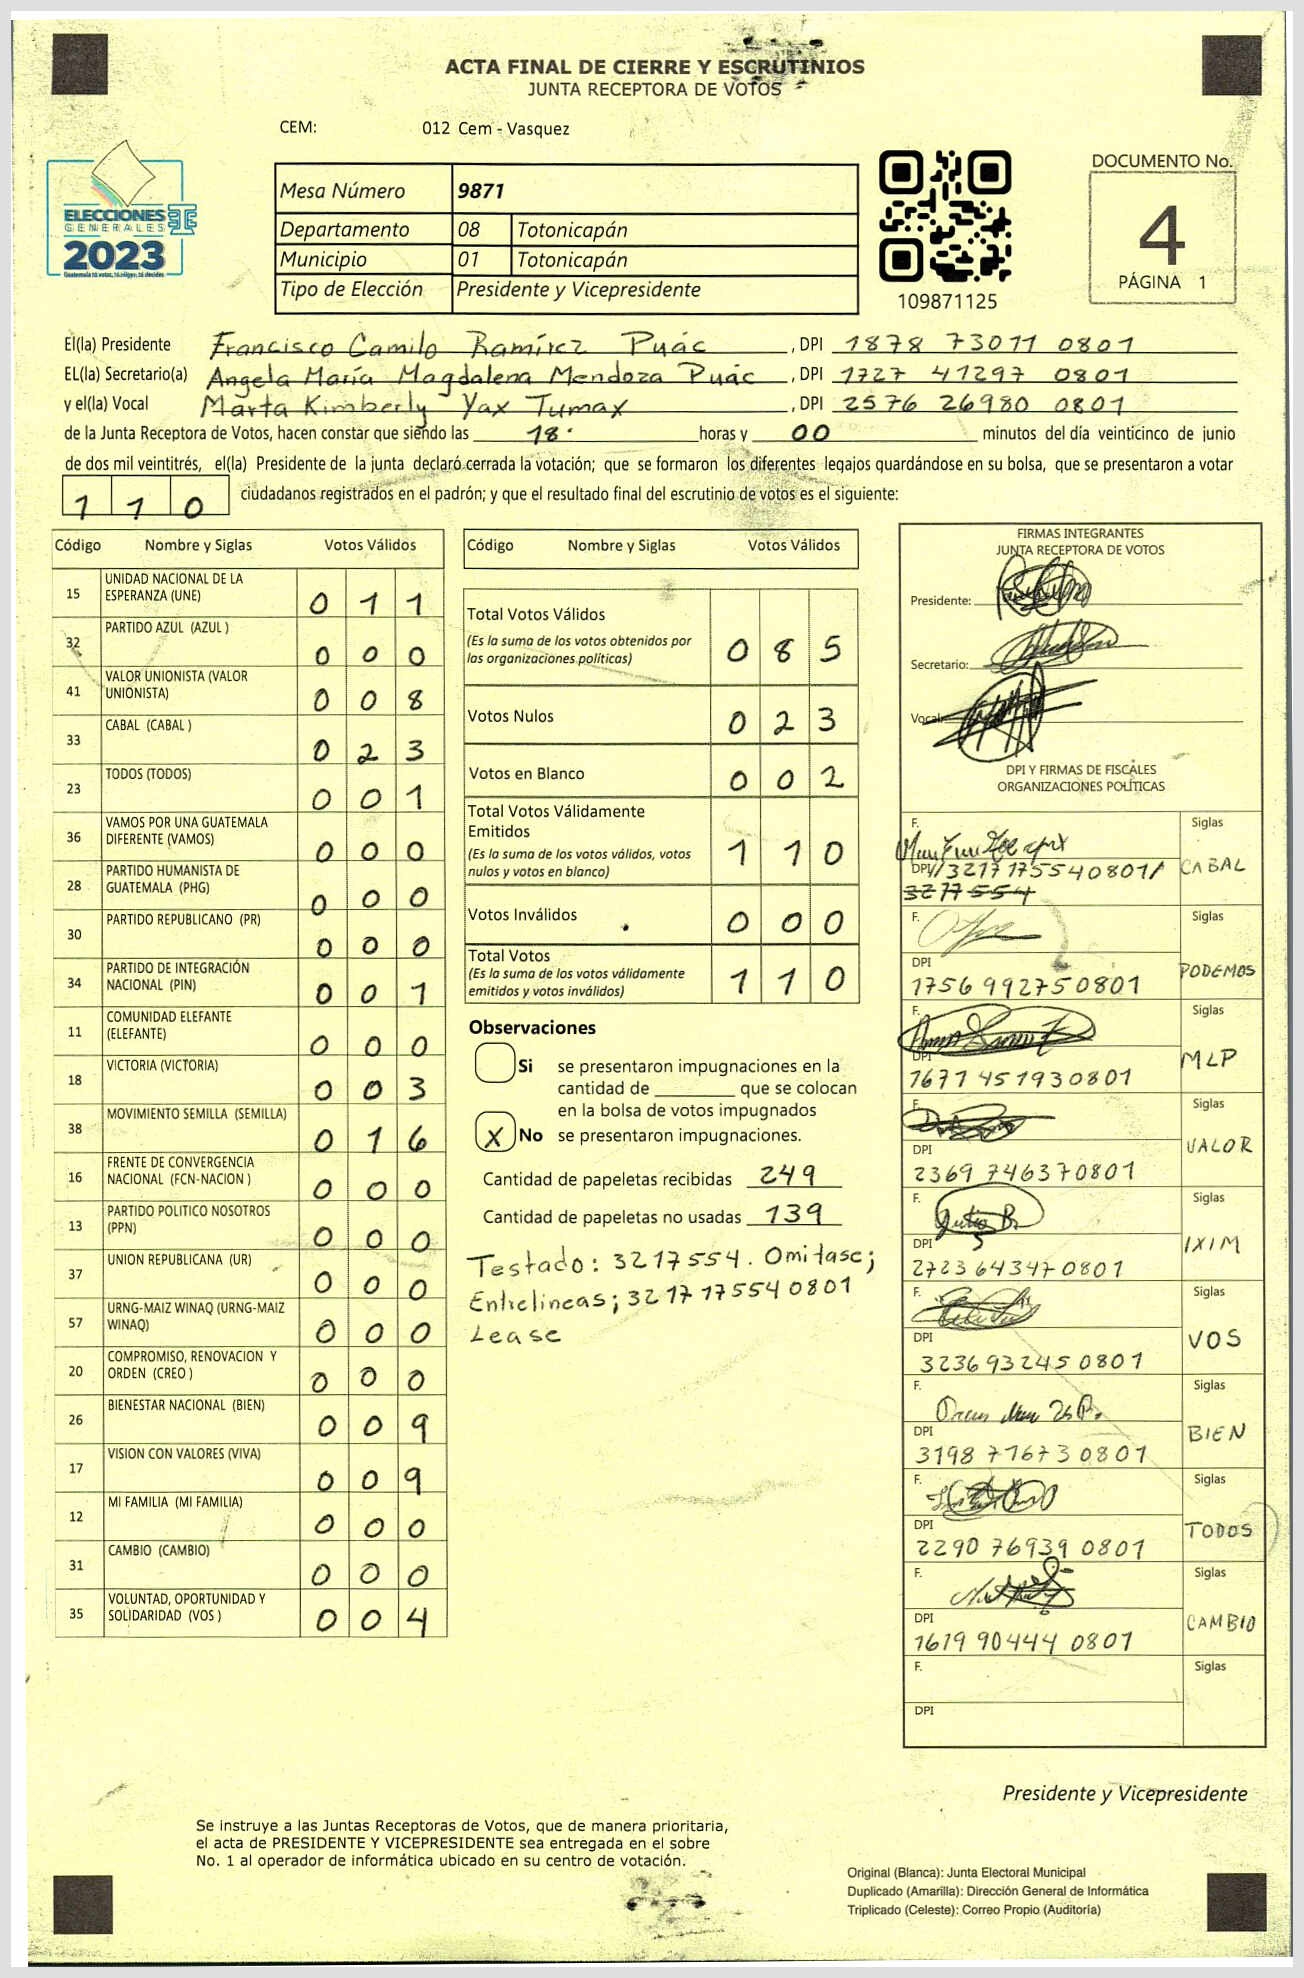 ACTA FINAL DE CIERRE Y ESCRUTINIOS
JUNTA RECEPTORA DE VOTOS
CEM: 012 Cem - Vasquez
ELECCIONES
GENERALES
2023
Guatemala tú votas, tú eliges, tú decides
Mesa Número 9871
Departamento 08 Totonicapán
Municipio 01 Totonicapán
Tipo de Elección Presidente y Vicepresidente
109871125
DOCUMENTO No.
4
PÁGINA 1
El(la) Presidente Francisco Camilo Ramírez Puác , DPI 1878 73011 0801
EL(la) Secretario(a) Angela María Magdalena Mendoza Puác , DPI 1727 41297 0801
y el(la) Vocal Marta Kimberly Yax Tumax , DPI 2576 26980 0801
de la Junta Receptora de Votos, hacen constar que siendo las 18 horas y 00 minutos del día veinticinco de junio
de dos mil veintitrés, el(la) Presidente de la junta declaró cerrada la votación; que se formaron los diferentes legajos guardándose en su bolsa, que se presentaron a votar
1 1 0 ciudadanos registrados en el padrón; y que el resultado final del escrutinio de votos es el siguiente:
Código Nombre y Siglas Votos Válidos
15 UNIDAD NACIONAL DE LA
ESPERANZA (UNE) 0 1 1
32 PARTIDO AZUL (AZUL ) 0 0 0
41 VALOR UNIONISTA (VALOR
UNIONISTA) 0 0 8
33 CABAL (CABAL ) 0 2 3
23 TODOS (TODOS) 0 0 1
36 VAMOS POR UNA GUATEMALA
DIFERENTE (VAMOS) 0 0 0
28 PARTIDO HUMANISTA DE
GUATEMALA (PHG) 0 0 0
30 PARTIDO REPUBLICANO (PR) 0 0 0
34 PARTIDO DE INTEGRACIÓN
NACIONAL (PIN) 0 0 1
11 COMUNIDAD ELEFANTE
(ELEFANTE) 0 0 0
18 VICTORIA (VICTORIA) 0 0 3
38 MOVIMIENTO SEMILLA (SEMILLA) 0 1 6
16 FRENTE DE CONVERGENCIA
NACIONAL (FCN-NACION ) 0 0 0
13 PARTIDO POLITICO NOSOTROS
(PPN) 0 0 0
37 UNION REPUBLICANA (UR) 0 0 0
57 URNG-MAIZ WINAQ (URNG-MAIZ
WINAQ) 0 0 0
20 COMPROMISO, RENOVACION Y
ORDEN (CREO ) 0 0 0
26 BIENESTAR NACIONAL (BIEN) 0 0 9
17 VISION CON VALORES (VIVA) 0 0 9
12 MI FAMILIA (MI FAMILIA) 0 0 0
31 CAMBIO (CAMBIO) 0 0 0
35 VOLUNTAD, OPORTUNIDAD Y
SOLIDARIDAD (VOS ) 0 0 4
Código Nombre y Siglas Votos Válidos
Total Votos Válidos
(Es la suma de los votos obtenidos por
las organizaciones políticas) 0 8 5
Votos Nulos 0 2 3
Votos en Blanco 0 0 2
Total Votos Válidamente
Emitidos
(Es la suma de los votos válidos, votos
nulos y votos en blanco) 1 1 0
Votos Inválidos 0 0 0
Total Votos
(Es la suma de los votos válidamente
emitidos y votos inválidos) 1 1 0
Observaciones
Si se presentaron impugnaciones en la
cantidad de ________ que se colocan
en la bolsa de votos impugnados
X No se presentaron impugnaciones.
Cantidad de papeletas recibidas 249
Cantidad de papeletas no usadas 139
Testado: 3217554. Omitase;
Entrelineas; 3217 17554 0801
Lease
FIRMAS INTEGRANTES
JUNTA RECEPTORA DE VOTOS
Presidente:
Secretario:
Vocal:
DPI Y FIRMAS DE FISCALES
ORGANIZACIONES POLÍTICAS
F. Siglas
DPI / 3217 17554 0801 / CABAL
3217554
F. Siglas
DPI PODEMOS
1756 99275 0801
F. Siglas
DPI MLP
1671 45193 0801
F. Siglas
DPI VALOR
2369 74637 0801
F. Siglas
DPI IXIM
2723 64347 0801
F. Siglas
DPI VOS
3236 93245 0801
F. Siglas
DPI BIEN
3198 71673 0801
F. Siglas
DPI TODOS
2290 76939 0801
F. Siglas
DPI CAMBIO
1619 90444 0801
F. Siglas
DPI
Presidente y Vicepresidente
Se instruye a las Juntas Receptoras de Votos, que de manera prioritaria,
el acta de PRESIDENTE Y VICEPRESIDENTE sea entregada en el sobre
No. 1 al operador de informática ubicado en su centro de votación.
Original (Blanca): Junta Electoral Municipal
Duplicado (Amarilla): Dirección General de Informática
Triplicado (Celeste): Correo Propio (Auditoría)